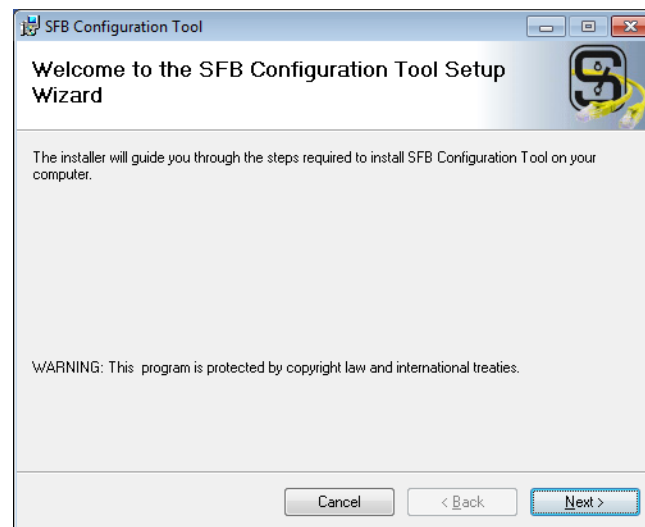 SFB Configuration Tool
Welcome to the SFB Configuration Tool Setup
Wizard
The installer will guide you through the steps required to install SFB Configuration Tool on your
computer.
WARNING: This  program is protected by copyright law and international treaties.
Cancel
< Back
Next >